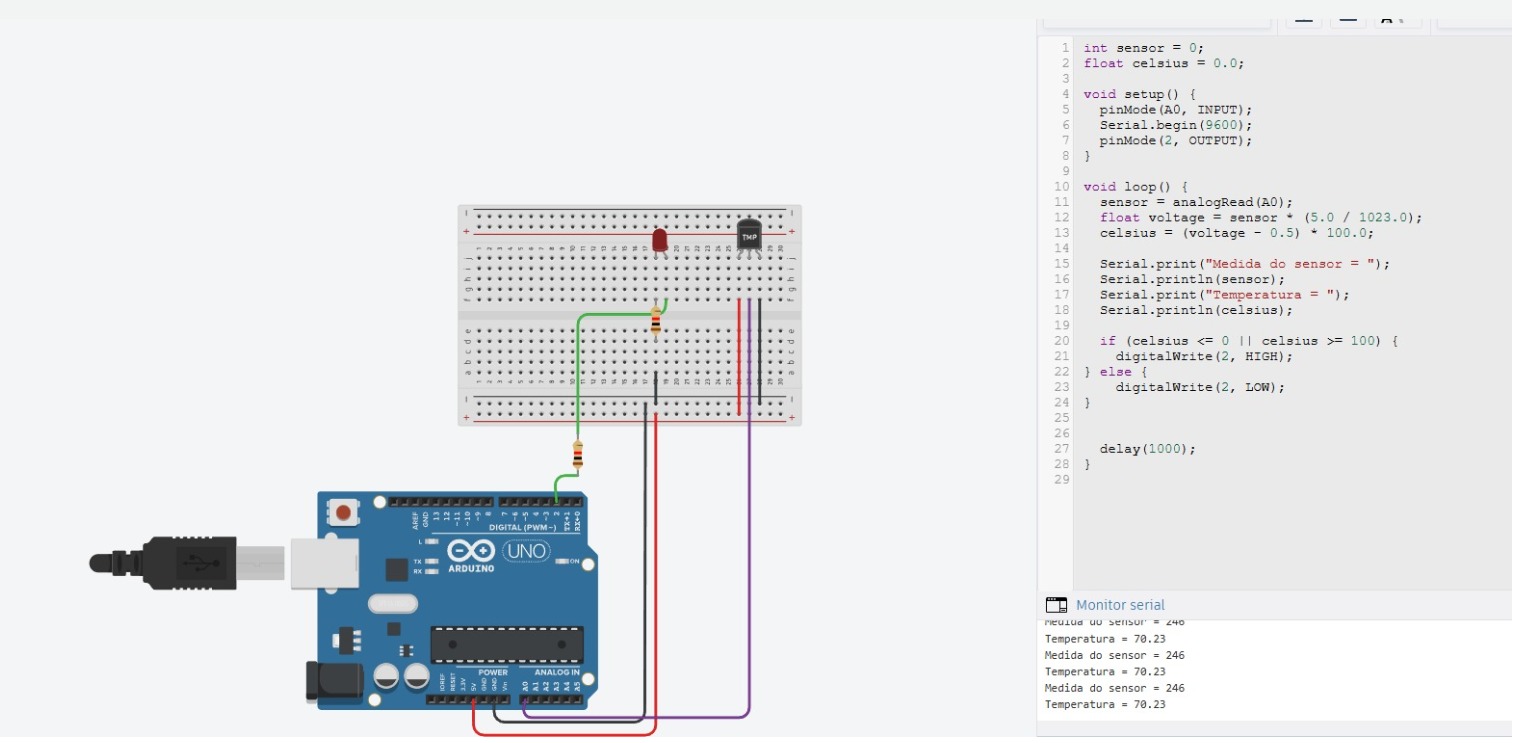 1 int sensor = 0;
2 float celsius = 0.0;
3
4 void setup() {
5 pinMode(A0, INPUT);
6 Serial.begin(9600);
7 pinMode(2, OUTPUT);
8 }
9
10 void loop() {
11 sensor = analogRead(A0);
12 float voltage = sensor * (5.0 / 1023.0);
13 celsius = (voltage - 0.5) * 100.0;
14
15 Serial.print("Medida do sensor = ");
16 Serial.println(sensor);
17 Serial.print("Temperatura = ");
18 Serial.println(celsius);
19
20 if (celsius <= 0 || celsius >= 100) {
21 digitalWrite(2, HIGH);
22 } else {
23 digitalWrite(2, LOW);
24 }
25
26
27 delay(1000);
28 }
29
Monitor serial
Medida do sensor = 246
Temperatura = 70.23
Medida do sensor = 246
Temperatura = 70.23
Medida do sensor = 246
Temperatura = 70.23
TMP
AREF
GND
13
12
~11
~10
~9
8
7
~6
~5
4
~3
2
TX→1
RX←0
DIGITAL (PWM~)
L
TX
RX
UNO
ON
ARDUINO
POWER
ANALOG IN
IOREF
RESET
3.3V
5V
GND
GND
Vin
A0
A1
A2
A3
A4
A5